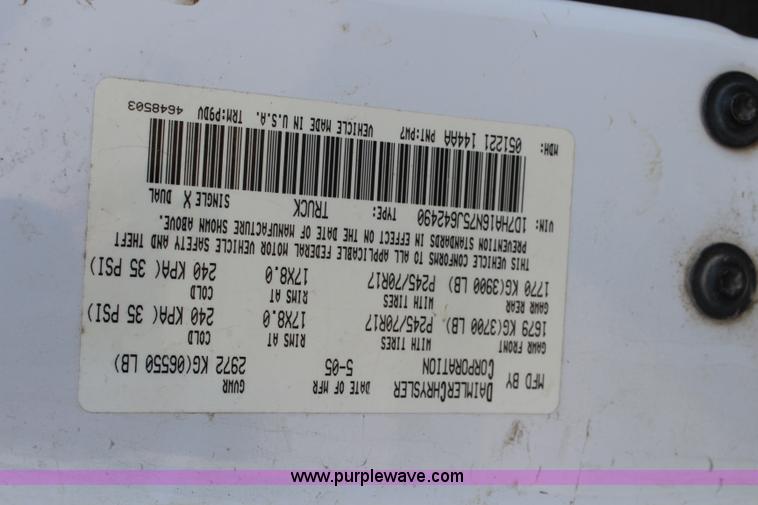 MFD BY DAIMLERCHRYSLER CORPORATION
DATE OF MFR 5-05
GVWR 2972 KG(06550 LB)
GAWR FRONT WITH TIRES RIMS AT COLD
1679 KG(3700 LB) P245/70R17 17X8.0 240 KPA(35 PSI)
GAWR REAR WITH TIRES RIMS AT COLD
1770 KG(3900 LB) P245/70R17 17X8.0 240 KPA(35 PSI)
THIS VEHICLE CONFORMS TO ALL APPLICABLE FEDERAL MOTOR VEHICLE SAFETY AND THEFT
PREVENTION STANDARDS IN EFFECT ON THE DATE OF MANUFACTURE SHOWN ABOVE.
VIN: 1D7HA16N75J642490 TYPE: TRUCK SINGLE X DUAL
MDH: 051221 144AA PNT:PW7 VEHICLE MADE IN U.S.A. TRM:P9DV
4648503
www.purplewave.com